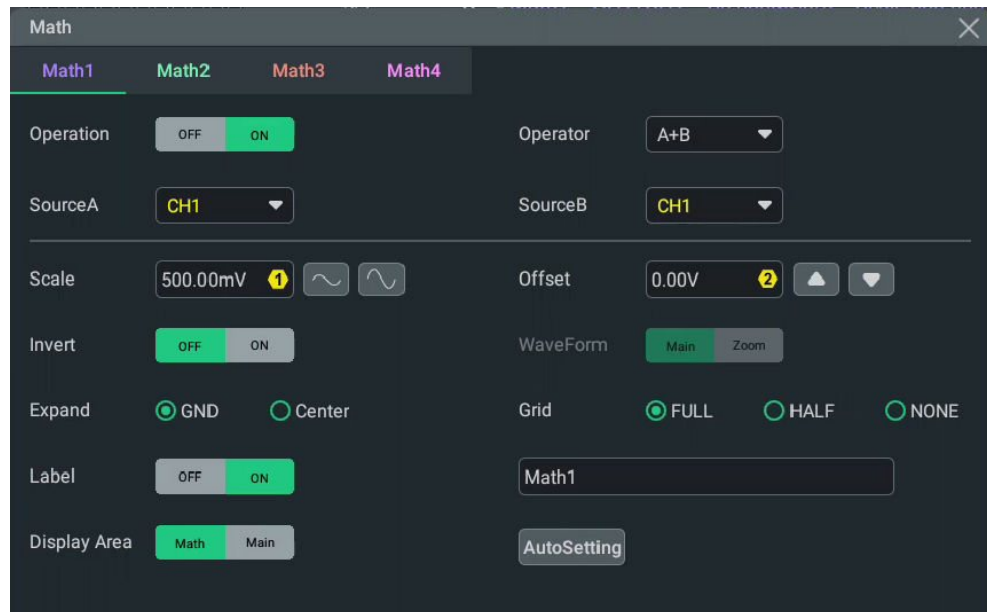 Math
Math1 Math2 Math3 Math4
Operation OFF ON Operator A+B
SourceA CH1 SourceB CH1
Scale 500.00mV 1 Offset 0.00V 2
Invert OFF ON WaveForm Main Zoom
Expand GND Center Grid FULL HALF NONE
Label OFF ON Math1
Display Area Math Main AutoSetting